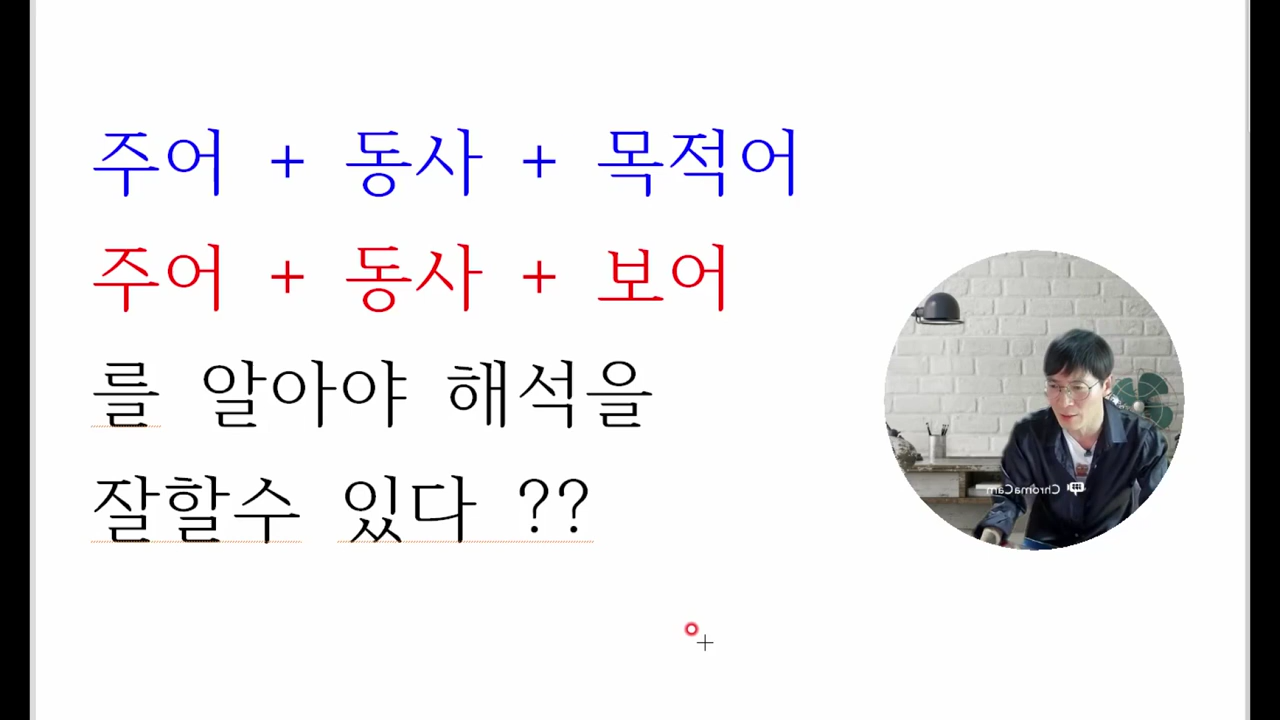 주어 + 동사 + 목적어
주어 + 동사 + 보어
를 알아야 해석을
잘할수 있다 ??
ChromaCam